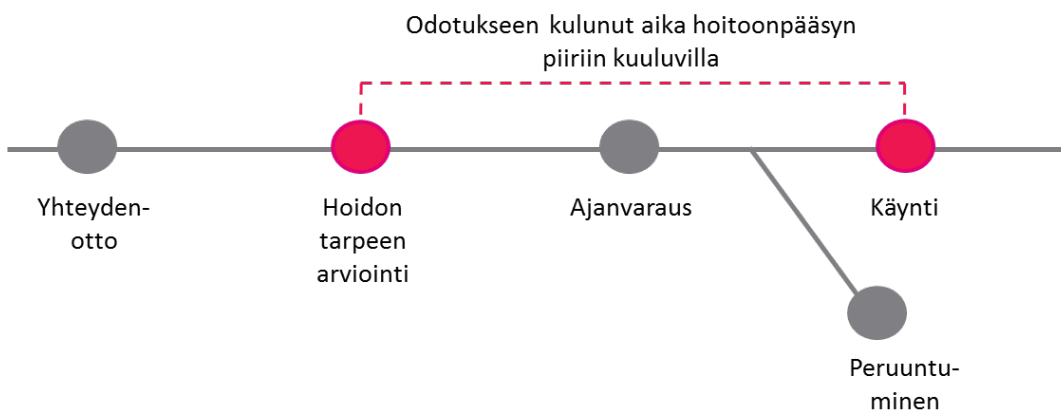 Odotukseen kulunut aika hoitoonpääsyn
piiriin kuuluvilla
Yhteyden-
otto
Hoidon
tarpeen
arviointi
Ajanvaraus
Käynti
Peruuntu-
minen